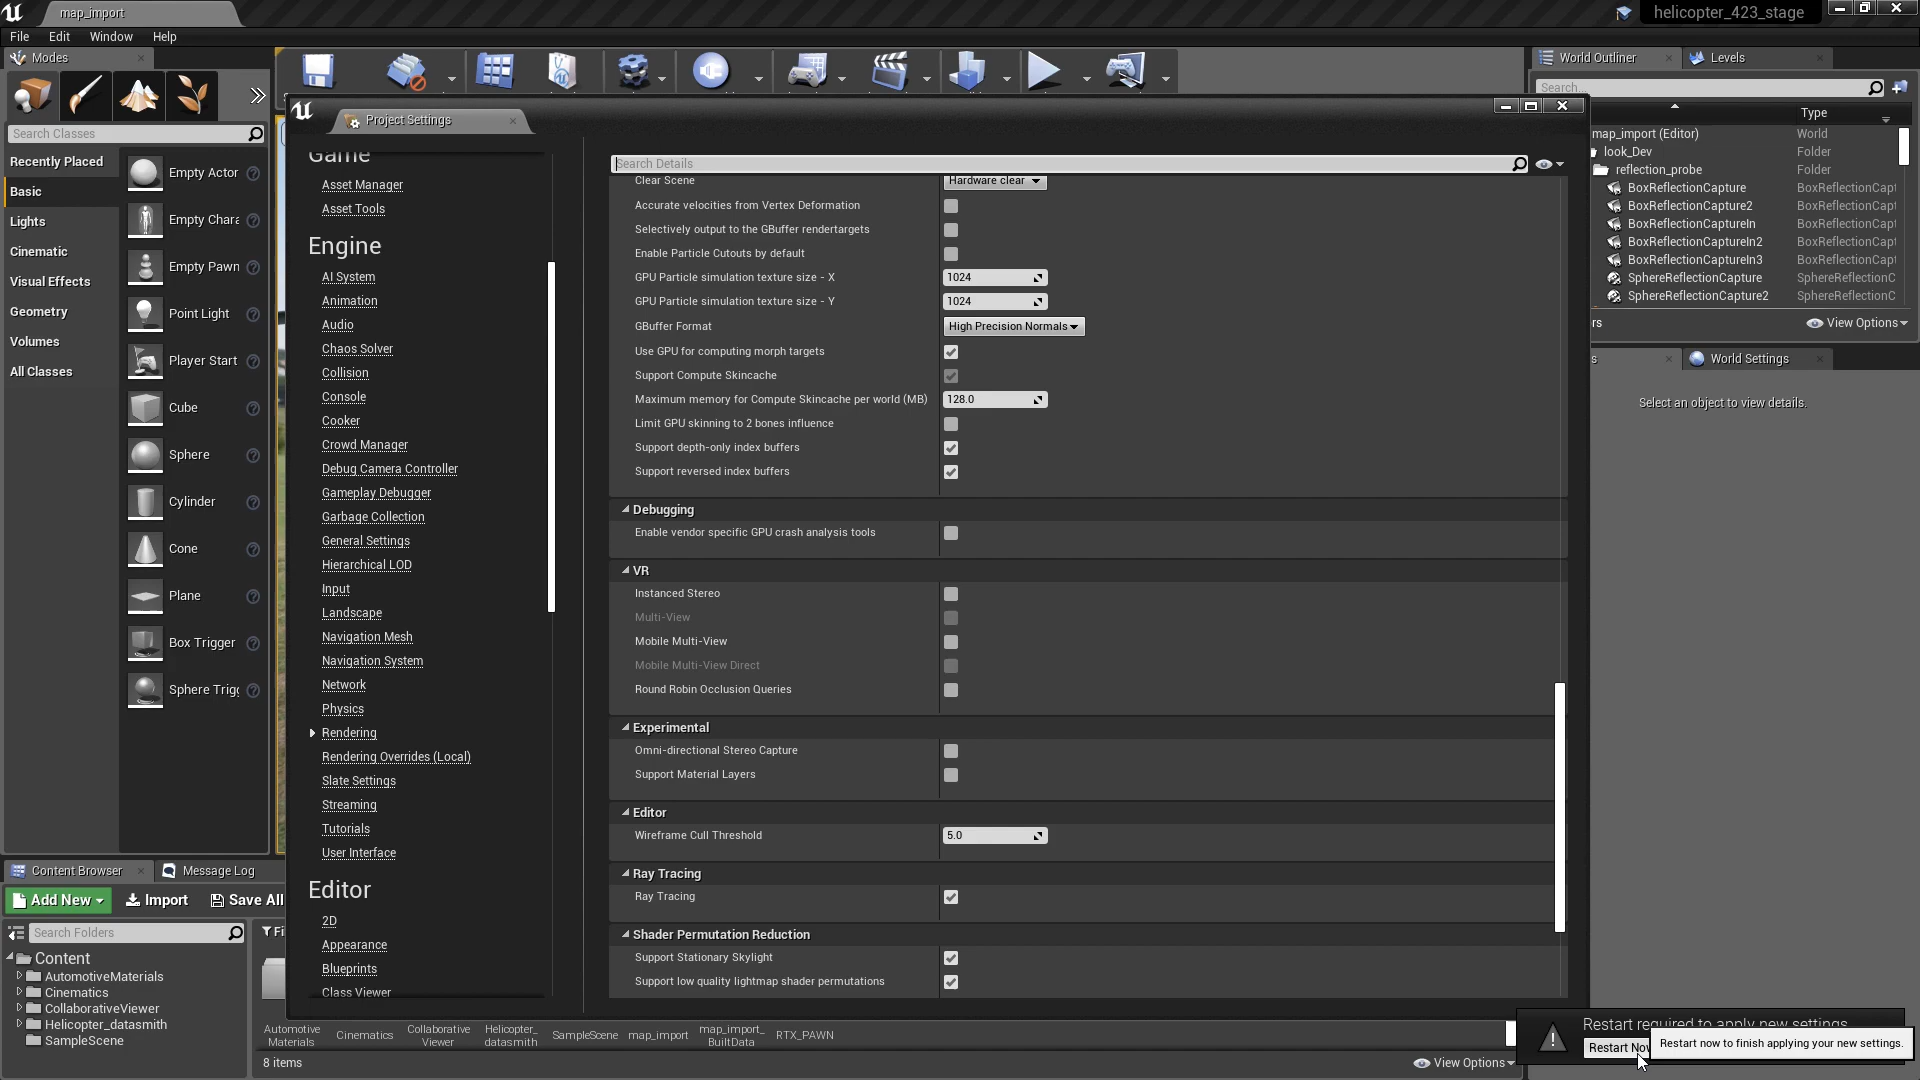 map_import
helicopter_423_stage
File Edit Window Help
Modes
Search Classes
Recently Placed
Basic
Lights
Cinematic
Visual Effects
Geometry
Volumes
All Classes
Empty Actor
Empty Chara
Empty Pawn
Point Light
Player Start
Cube
Sphere
Cylinder
Cone
Plane
Box Trigger
Sphere Trigg
Project Settings
Game
Asset Manager
Asset Tools
Engine
AI System
Animation
Audio
Chaos Solver
Collision
Console
Cooker
Crowd Manager
Debug Camera Controller
Gameplay Debugger
Garbage Collection
General Settings
Hierarchical LOD
Input
Landscape
Navigation Mesh
Navigation System
Network
Physics
Rendering
Rendering Overrides (Local)
Slate Settings
Streaming
Tutorials
User Interface
Editor
2D
Appearance
Blueprints
Class Viewer
Search Details
Clear Scene Hardware clear
Accurate velocities from Vertex Deformation
Selectively output to the GBuffer rendertargets
Enable Particle Cutouts by default
GPU Particle simulation texture size - X 1024
GPU Particle simulation texture size - Y 1024
GBuffer Format High Precision Normals
Use GPU for computing morph targets
Support Compute Skincache
Maximum memory for Compute Skincache per world (MB) 128.0
Limit GPU skinning to 2 bones influence
Support depth-only index buffers
Support reversed index buffers
Debugging
Enable vendor specific GPU crash analysis tools
VR
Instanced Stereo
Multi-View
Mobile Multi-View
Mobile Multi-View Direct
Round Robin Occlusion Queries
Experimental
Omni-directional Stereo Capture
Support Material Layers
Editor
Wireframe Cull Threshold 5.0
Ray Tracing
Ray Tracing
Shader Permutation Reduction
Support Stationary Skylight
Support low quality lightmap shader permutations
World Outliner Levels
Search...
Type
map_import (Editor) World
look_Dev Folder
reflection_probe Folder
BoxReflectionCapture BoxReflectionCapt
BoxReflectionCapture2 BoxReflectionCapt
BoxReflectionCaptureIn BoxReflectionCapt
BoxReflectionCaptureIn2 BoxReflectionCapt
BoxReflectionCaptureIn3 BoxReflectionCapt
SphereReflectionCapture SphereReflectionC
SphereReflectionCapture2 SphereReflectionC
rs View Options
s World Settings
Select an object to view details.
Content Browser Message Log
Add New Import Save All
Search Folders Fi
Content
AutomotiveMaterials
Cinematics
CollaborativeViewer
Helicopter_datasmith
SampleScene
Automotive Materials
Cinematics
Collaborative Viewer
Helicopter_ datasmith
SampleScene
map_import
map_import_ BuiltData
RTX_PAWN
8 items View Options
Restart required to apply new settings
Restart Now
Restart now to finish applying your new settings.